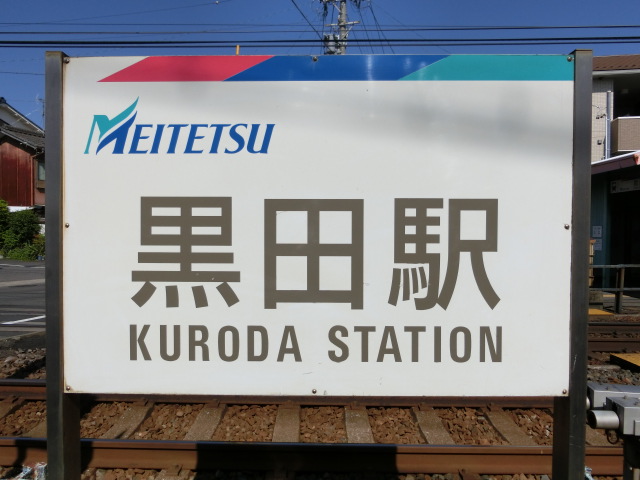 MEITETSU
黒田駅
KURODA STATION